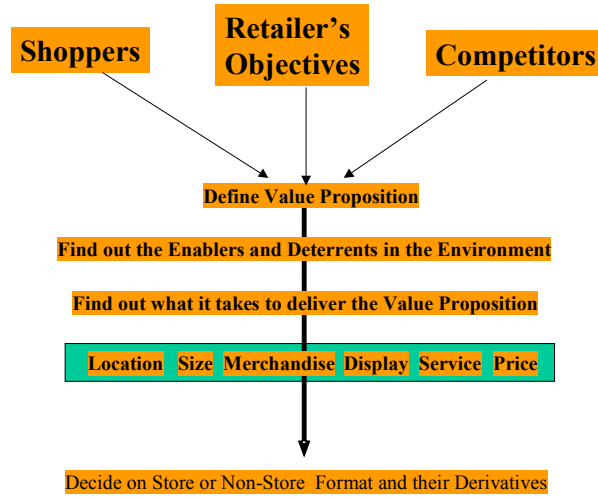 Shoppers
Retailer's
Objectives
Competitors
Define Value Proposition
Find out the Enablers and Deterrents in the Environment
Find out what it takes to deliver the Value Proposition
Location Size Merchandise Display Service Price
Decide on Store or Non-Store Format and their Derivatives